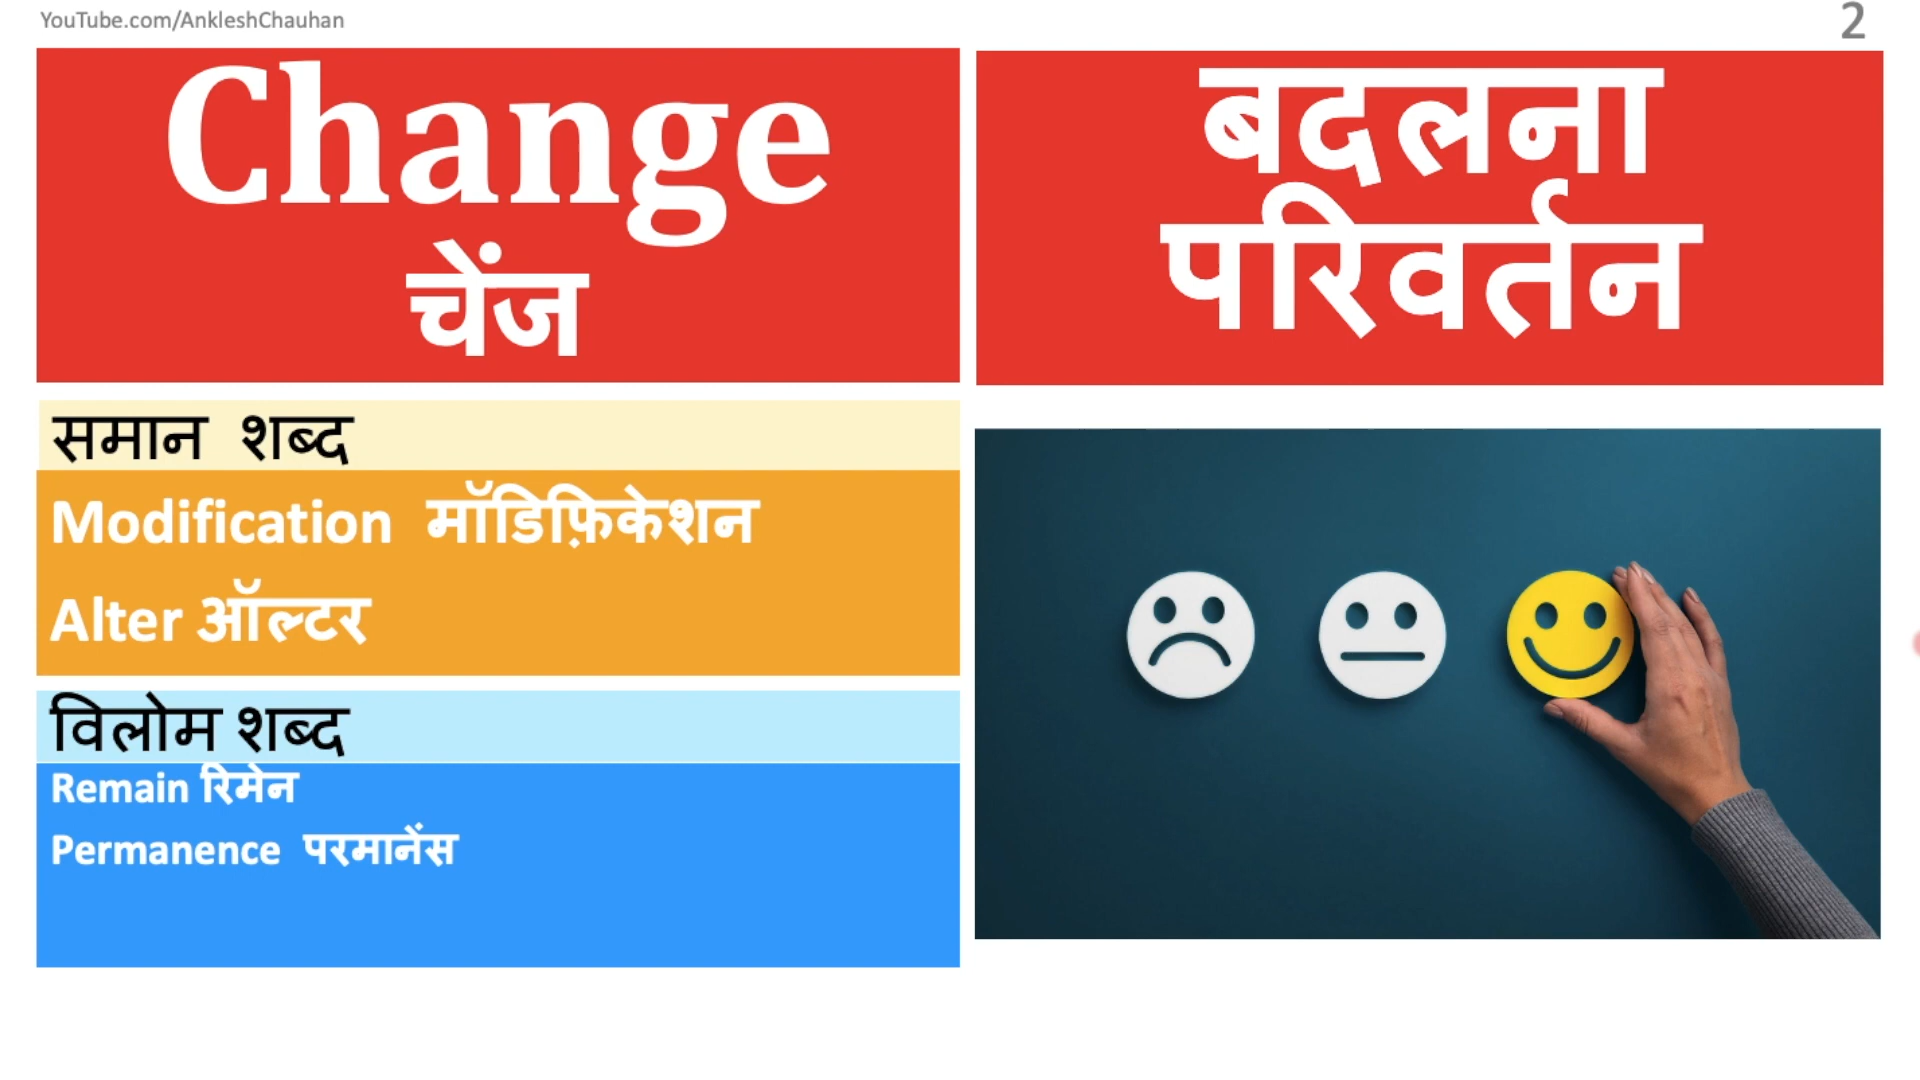 YouTube.com/AnkleshChauhan
2
Change
चेंज
बदलना
परिवर्तन
समान शब्द
Modification मॉडिफ़िकेशन
Alter ऑल्टर
विलोम शब्द
Remain रिमेन
Permanence परमानेंस